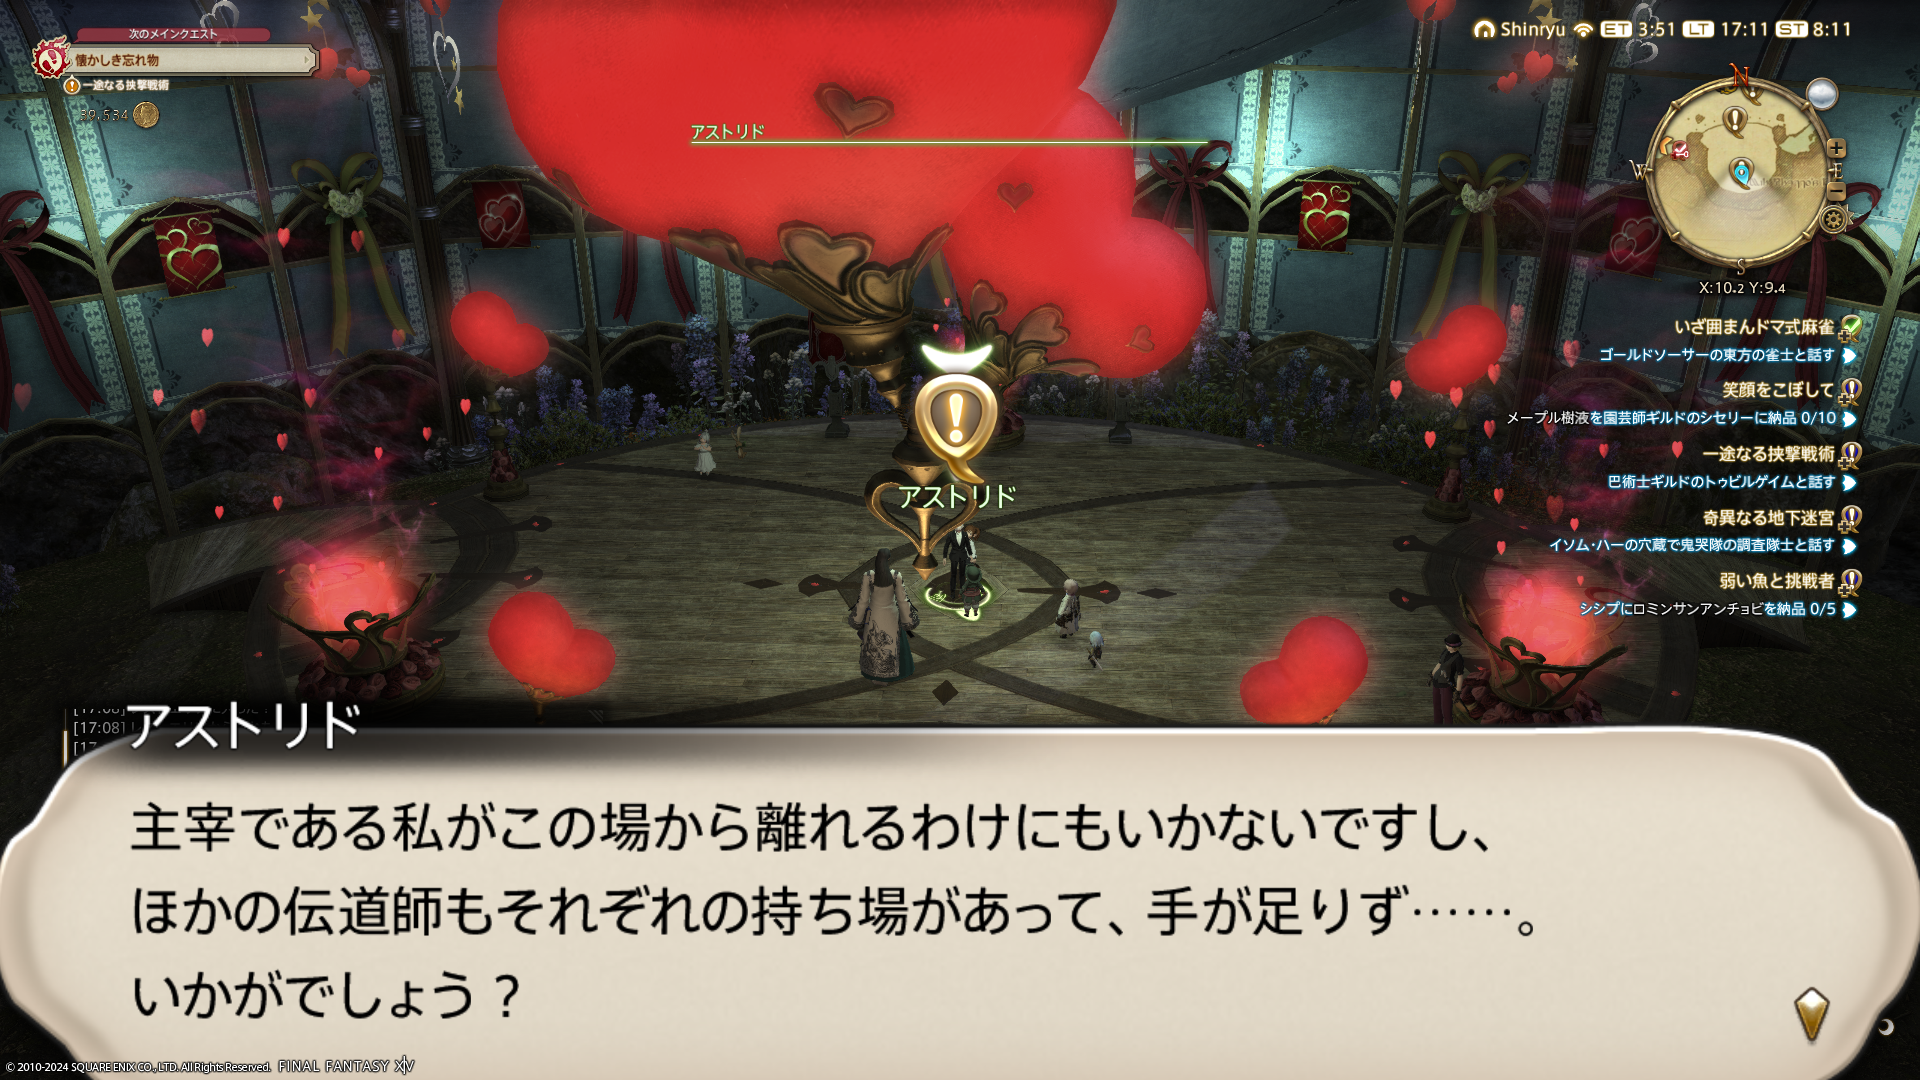 次のメインクエスト
懐かしき忘れ物
一途なる挟撃戦術
39,534
Shinryu ET 3:51 LT 17:11 ST 8:11
N
W
E
S
X:10.2 Y:9.4
アストリド
いざ囲まんドマ式麻雀
ゴールドソーサーの東方の雀士と話す
笑顔をこぼして
メープル樹液を園芸師ギルドのシセリーに納品 0/10
一途なる挟撃戦術
巴術士ギルドのトゥビルゲイムと話す
奇異なる地下迷宮
イソム・ハーの穴蔵で鬼哭隊の調査隊士と話す
弱い魚と挑戦者
シシプにロミンサンアンチョビを納品 0/5
アストリド
[17:08]
[17:08]
[17
アストリド
主宰である私がこの場から離れるわけにもいかないですし、
ほかの伝道師もそれぞれの持ち場があって、手が足りず……。
いかがでしょう？
© 2010-2024 SQUARE ENIX CO., LTD. All Rights Reserved. FINAL FANTASY XIV